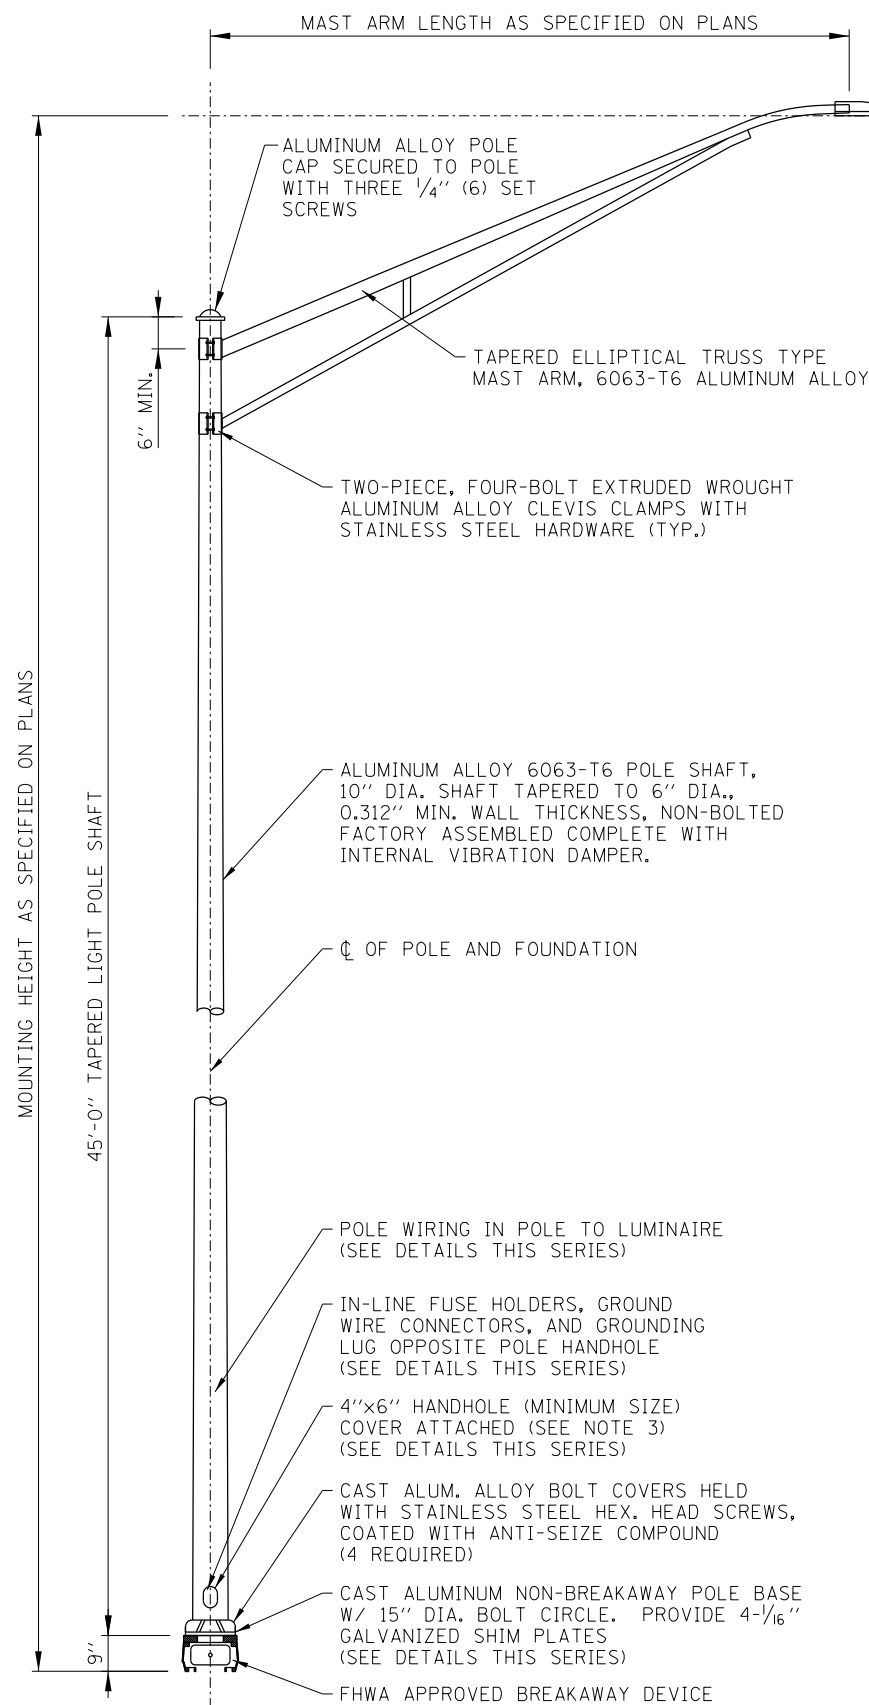 MAST ARM LENGTH AS SPECIFIED ON PLANS
ALUMINUM ALLOY POLE
CAP SECURED TO POLE
WITH THREE 1/4'' (6) SET
SCREWS
TAPERED ELLIPTICAL TRUSS TYPE
MAST ARM, 6063-T6 ALUMINUM ALLOY
6'' MIN.
TWO-PIECE, FOUR-BOLT EXTRUDED WROUGHT
ALUMINUM ALLOY CLEVIS CLAMPS WITH
STAINLESS STEEL HARDWARE (TYP.)
MOUNTING HEIGHT AS SPECIFIED ON PLANS
45'-0'' TAPERED LIGHT POLE SHAFT
ALUMINUM ALLOY 6063-T6 POLE SHAFT,
10'' DIA. SHAFT TAPERED TO 6'' DIA.,
0.312'' MIN. WALL THICKNESS, NON-BOLTED
FACTORY ASSEMBLED COMPLETE WITH
INTERNAL VIBRATION DAMPER.
℄ OF POLE AND FOUNDATION
POLE WIRING IN POLE TO LUMINAIRE
(SEE DETAILS THIS SERIES)
IN-LINE FUSE HOLDERS, GROUND
WIRE CONNECTORS, AND GROUNDING
LUG OPPOSITE POLE HANDHOLE
(SEE DETAILS THIS SERIES)
4''x6'' HANDHOLE (MINIMUM SIZE)
COVER ATTACHED (SEE NOTE 3)
(SEE DETAILS THIS SERIES)
CAST ALUM. ALLOY BOLT COVERS HELD
WITH STAINLESS STEEL HEX. HEAD SCREWS,
COATED WITH ANTI-SEIZE COMPOUND
(4 REQUIRED)
CAST ALUMINUM NON-BREAKAWAY POLE BASE
W/ 15'' DIA. BOLT CIRCLE. PROVIDE 4-1/16''
GALVANIZED SHIM PLATES
(SEE DETAILS THIS SERIES)
9''
FHWA APPROVED BREAKAWAY DEVICE